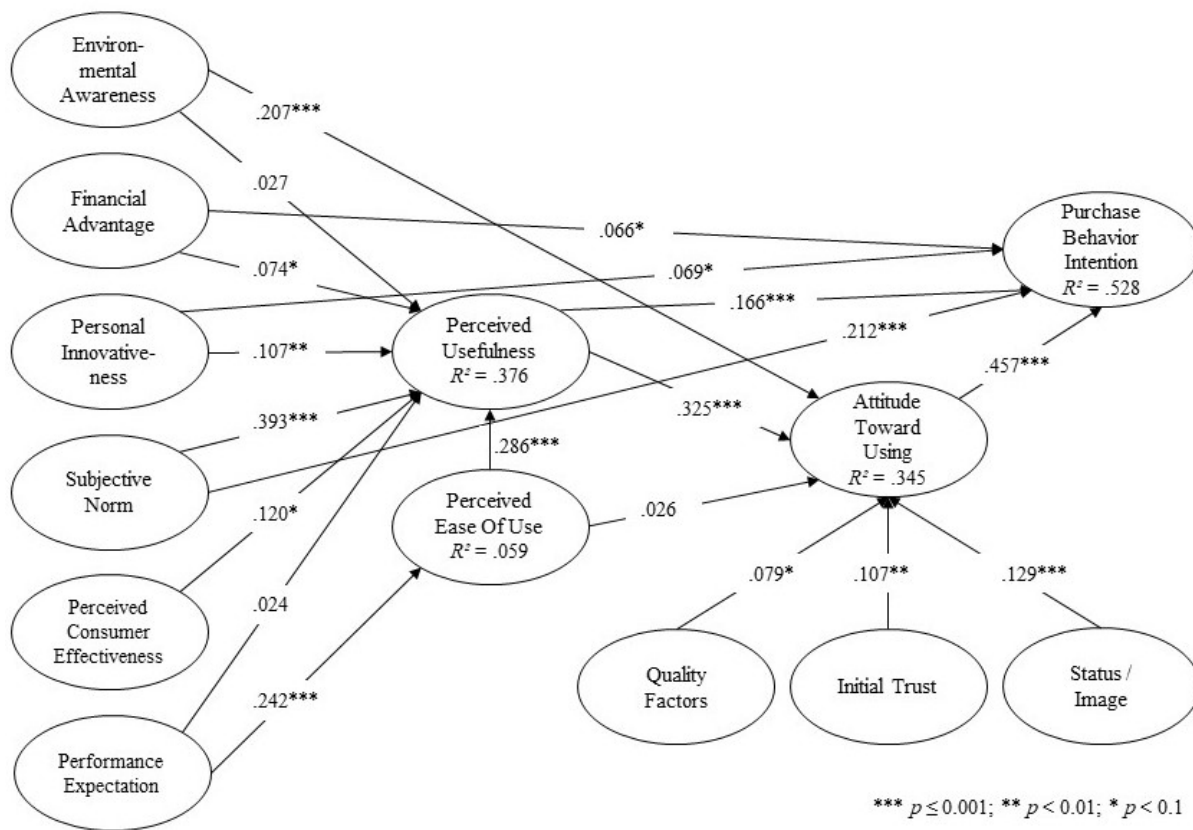 Environ-
mental
Awareness
.207***
.027
Financial
Advantage
.066*
.074*
Purchase
Behavior
Intention
R² = .528
.069*
Personal
Innovative-
ness
.107**
Perceived
Usefulness
R² = .376
.166***
.212***
.457***
.325***
Attitude
Toward
Using
R² = .345
.393***
Subjective
Norm
.286***
Perceived
Ease Of Use
R² = .059
.026
.120*
Perceived
Consumer
Effectiveness
.024
.079*
.107**
.129***
Quality
Factors
Initial Trust
Status /
Image
.242***
Performance
Expectation
*** p ≤ 0.001; ** p < 0.01; * p < 0.1